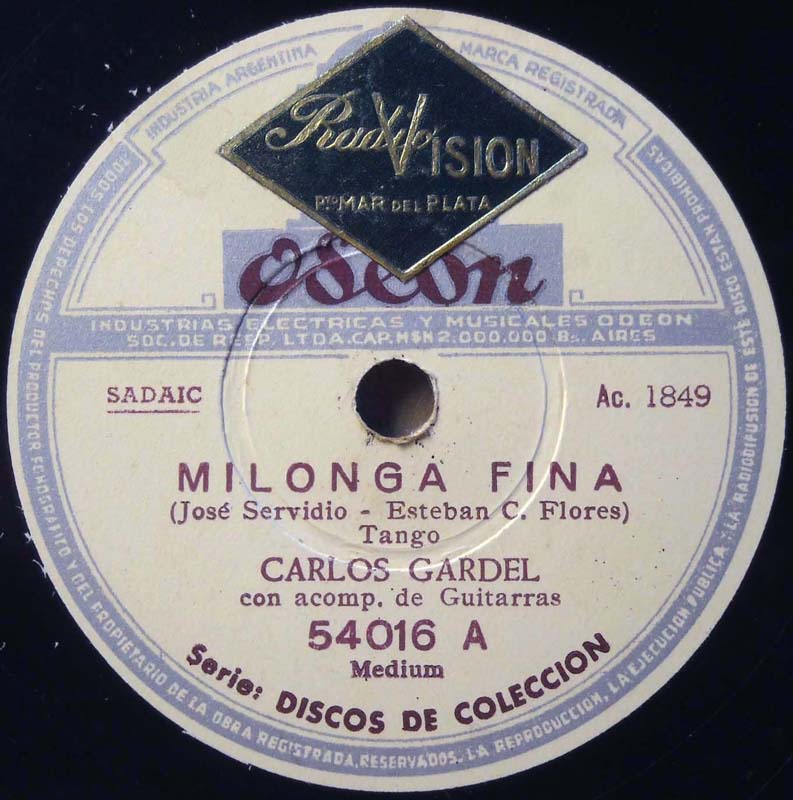 INDUSTRIA ARGENTINA
MARCA REGISTRADA
Radio VISION
Pto MAR DEL PLATA
Odeon
INDUSTRIAS ELECTRICAS Y MUSICALES ODEON
SOC. DE RESP. LTDA. CAP. M$N 2.000.000 Bs. AIRES
SADAIC
Ac. 1849
MILONGA FINA
(José Servidio - Esteban C. Flores)
Tango
CARLOS GARDEL
con acomp. de Guitarras
54016 A
Medium
Serie: DISCOS DE COLECCION
TODOS LOS DERECHOS DEL PRODUCTOR FONOGRÁFICO Y DEL PROPIETARIO DE LA OBRA REGISTRADA, RESERVADOS. LA REPRODUCCION, LA EJECUCION PUBLICA Y LA RADIODIFUSION DE ESTE DISCO ESTAN PROHIBIDAS